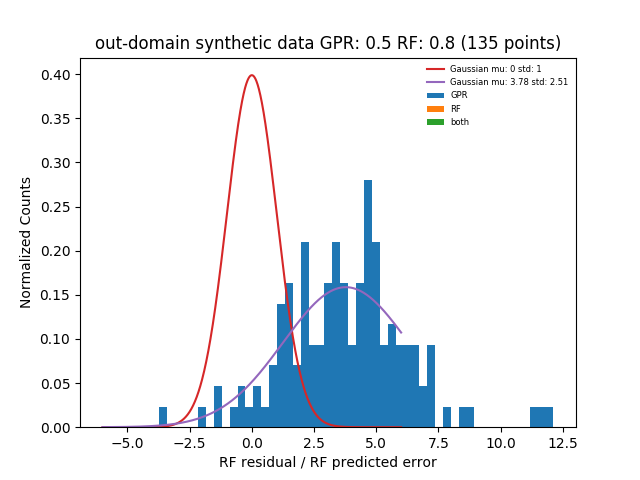 out-domain synthetic data GPR: 0.5 RF: 0.8 (135 points)
Gaussian mu: 0 std: 1
Gaussian mu: 3.78 std: 2.51
GPR
RF
both
Normalized Counts
0.40
0.35
0.30
0.25
0.20
0.15
0.10
0.05
0.00
−5.0 −2.5 0.0 2.5 5.0 7.5 10.0 12.5
RF residual / RF predicted error